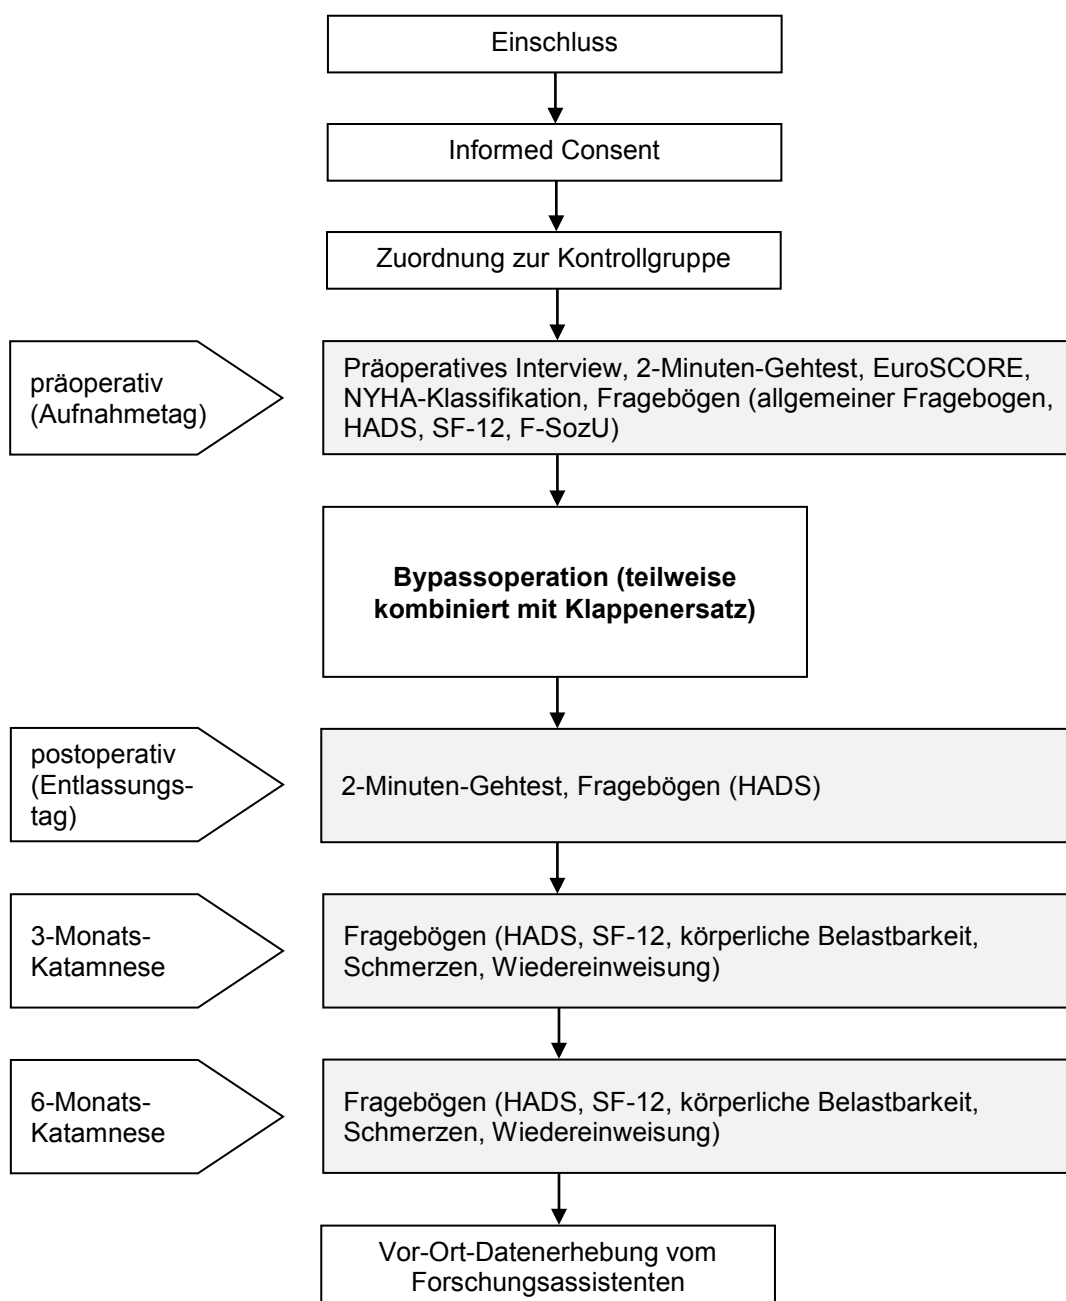 Einschluss
Informed Consent
Zuordnung zur Kontrollgruppe
präoperativ
(Aufnahmetag)
Präoperatives Interview, 2-Minuten-Gehtest, EuroSCORE,
NYHA-Klassifikation, Fragebögen (allgemeiner Fragebogen,
HADS, SF-12, F-SozU)
Bypassoperation (teilweise
kombiniert mit Klappenersatz)
postoperativ
(Entlassungs-
tag)
2-Minuten-Gehtest, Fragebögen (HADS)
3-Monats-
Katamnese
Fragebögen (HADS, SF-12, körperliche Belastbarkeit,
Schmerzen, Wiedereinweisung)
6-Monats-
Katamnese
Fragebögen (HADS, SF-12, körperliche Belastbarkeit,
Schmerzen, Wiedereinweisung)
Vor-Ort-Datenerhebung vom
Forschungsassistenten